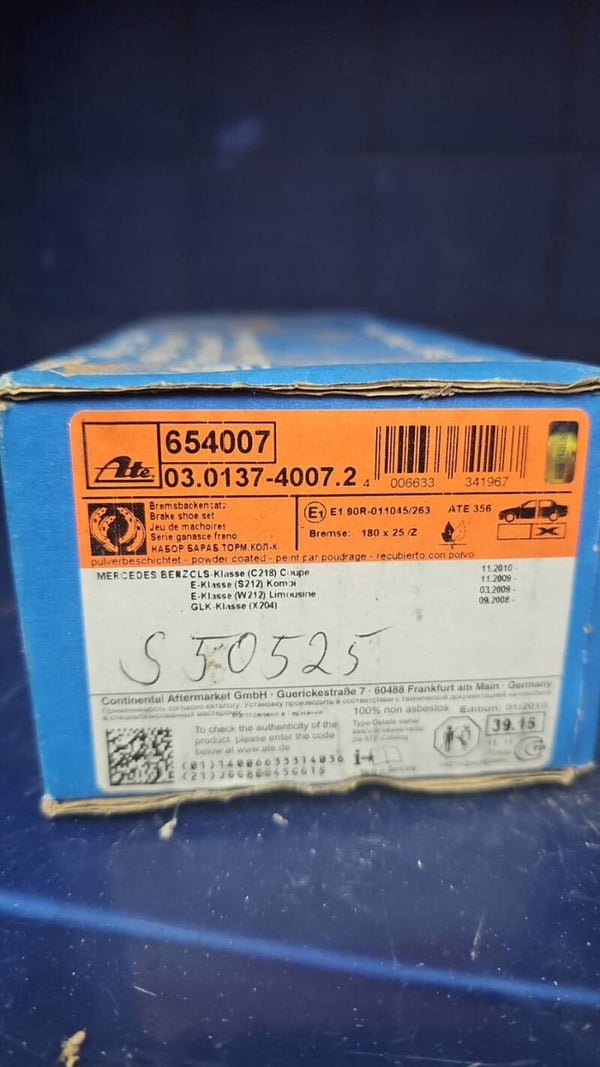 Ate 654007
03.0137-4007.2
4 006633 341967
Bremsbackensatz
Brake shoe set
Jeu de machoires
Serie ganasce freno
НАБОР БАРАБ ТОРМ.КОЛ-К
E1 E1 90R-011045/263 ATE 356
Bremse: 180 x 25 /Z
X
pulverbeschichtet - powder coated - peint par poudrage - recubierto con polvo
MERCEDES BENZ CLS-Klasse (C218) Coupe 11.2010 -
E-Klasse (S212) Kombi 11.2009 -
E-Klasse (W212) Limousine 03.2009 -
GLK-Klasse (X204) 09.2008 -
S 50525
Continental Aftermarket GmbH · Guerickestraße 7 · 60488 Frankfurt am Main · Germany
100% non asbestos Edition: 01/2010
To check the authenticity of the
product, please enter the code
below at www.ate.de
39.15